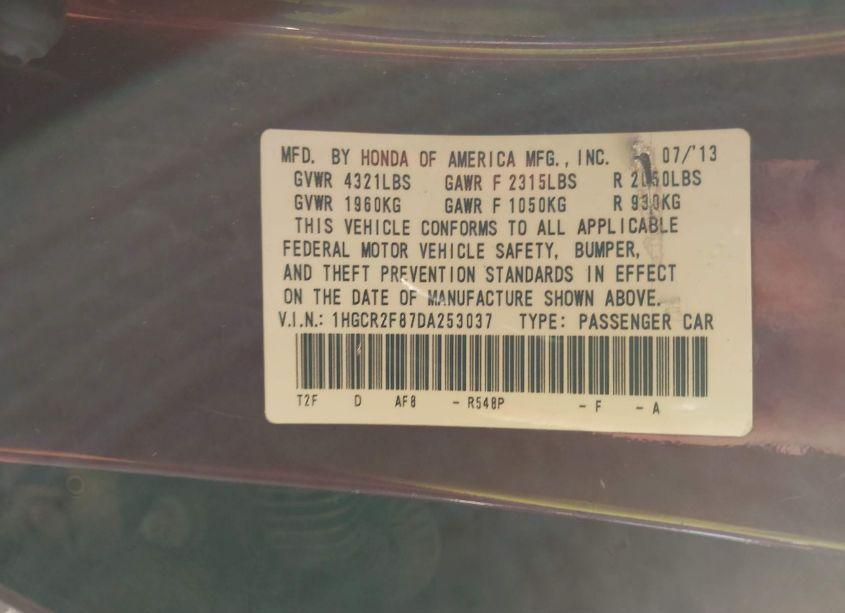 MFD. BY HONDA OF AMERICA MFG., INC. 07/'13
GVWR 4321LBS GAWR F 2315LBS R 2050LBS
GVWR 1960KG GAWR F 1050KG R 930KG
THIS VEHICLE CONFORMS TO ALL APPLICABLE
FEDERAL MOTOR VEHICLE SAFETY, BUMPER,
AND THEFT PREVENTION STANDARDS IN EFFECT
ON THE DATE OF MANUFACTURE SHOWN ABOVE.
V.I.N.: 1HGCR2F87DA253037 TYPE: PASSENGER CAR
T2F D AF8 - R548P - F - A